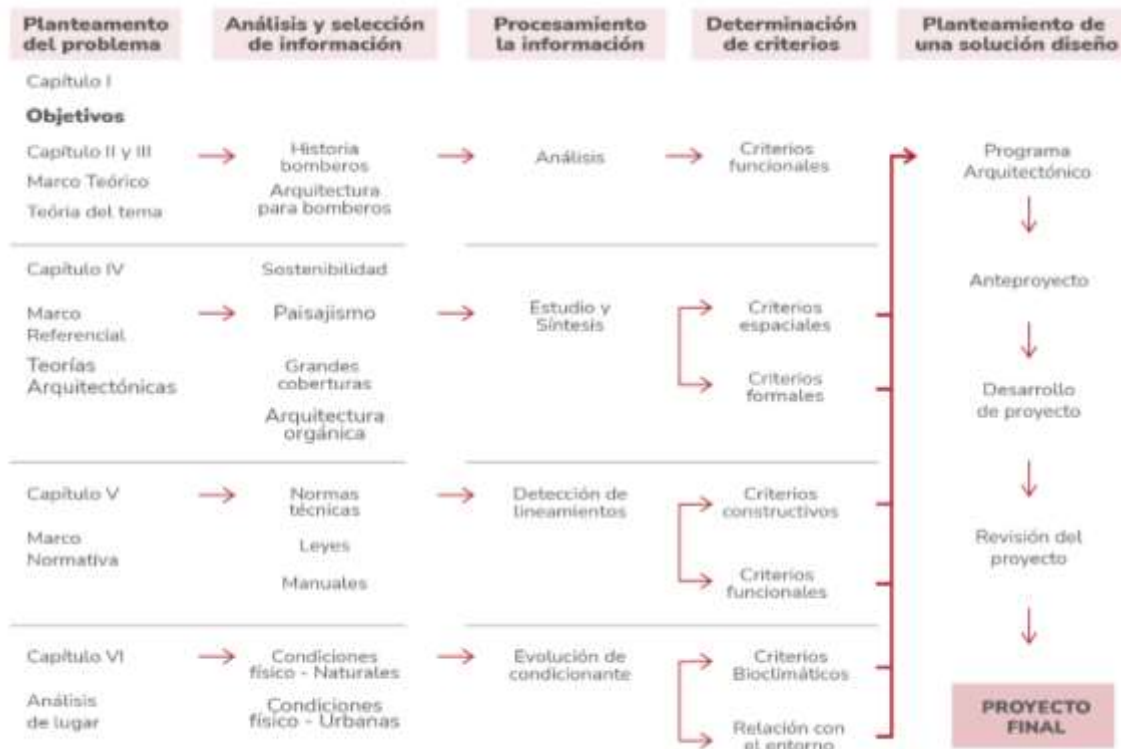 Planteamento
del problema
Análisis y selección
de información
Procesamiento
la información
Determinación
de criterios
Planteamiento de
una solución diseño
Capítulo I
Objetivos
Capítulo II y III
Marco Teórico
Teória del tema
Historia
bomberos
Arquitectura
para bomberos
Análisis
Criterios
funcionales
Programa
Arquitectónico
Capítulo IV
Marco
Referencial
Teorías
Arquitectónicas
Sostenibilidad
Paisajismo
Grandes
coberturas
Arquitectura
orgánica
Estudio y
Síntesis
Criterios
espaciales
Criterios
formales
Anteproyecto
Desarrollo
de proyecto
Capítulo V
Marco
Normativa
Normas
técnicas
Leyes
Manuales
Detección de
lineamientos
Criterios
constructivos
Criterios
funcionales
Revisión del
proyecto
Capítulo VI
Análisis
de lugar
Condiciones
físico - Naturales
Condiciones
físico - Urbanas
Evolución de
condicionante
Criterios
Bioclimáticos
Relación con
el entorno
PROYECTO
FINAL